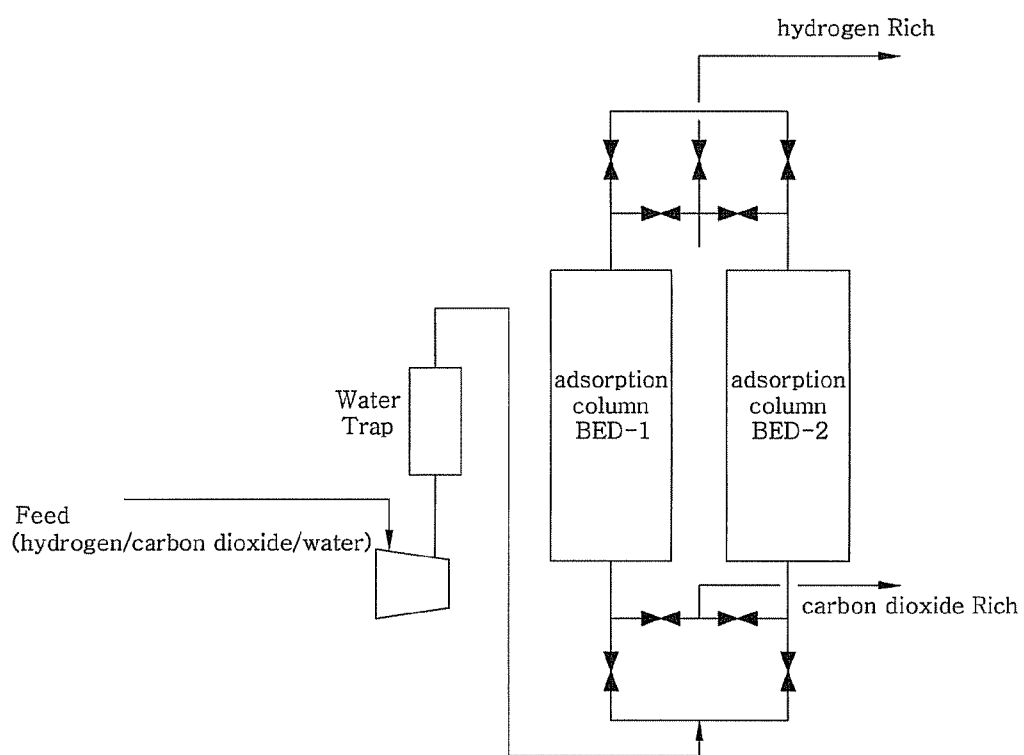 hydrogen Rich
adsorption
column
BED-1
adsorption
column
BED-2
Water
Trap
Feed
(hydrogen/carbon dioxide/water)
carbon dioxide Rich